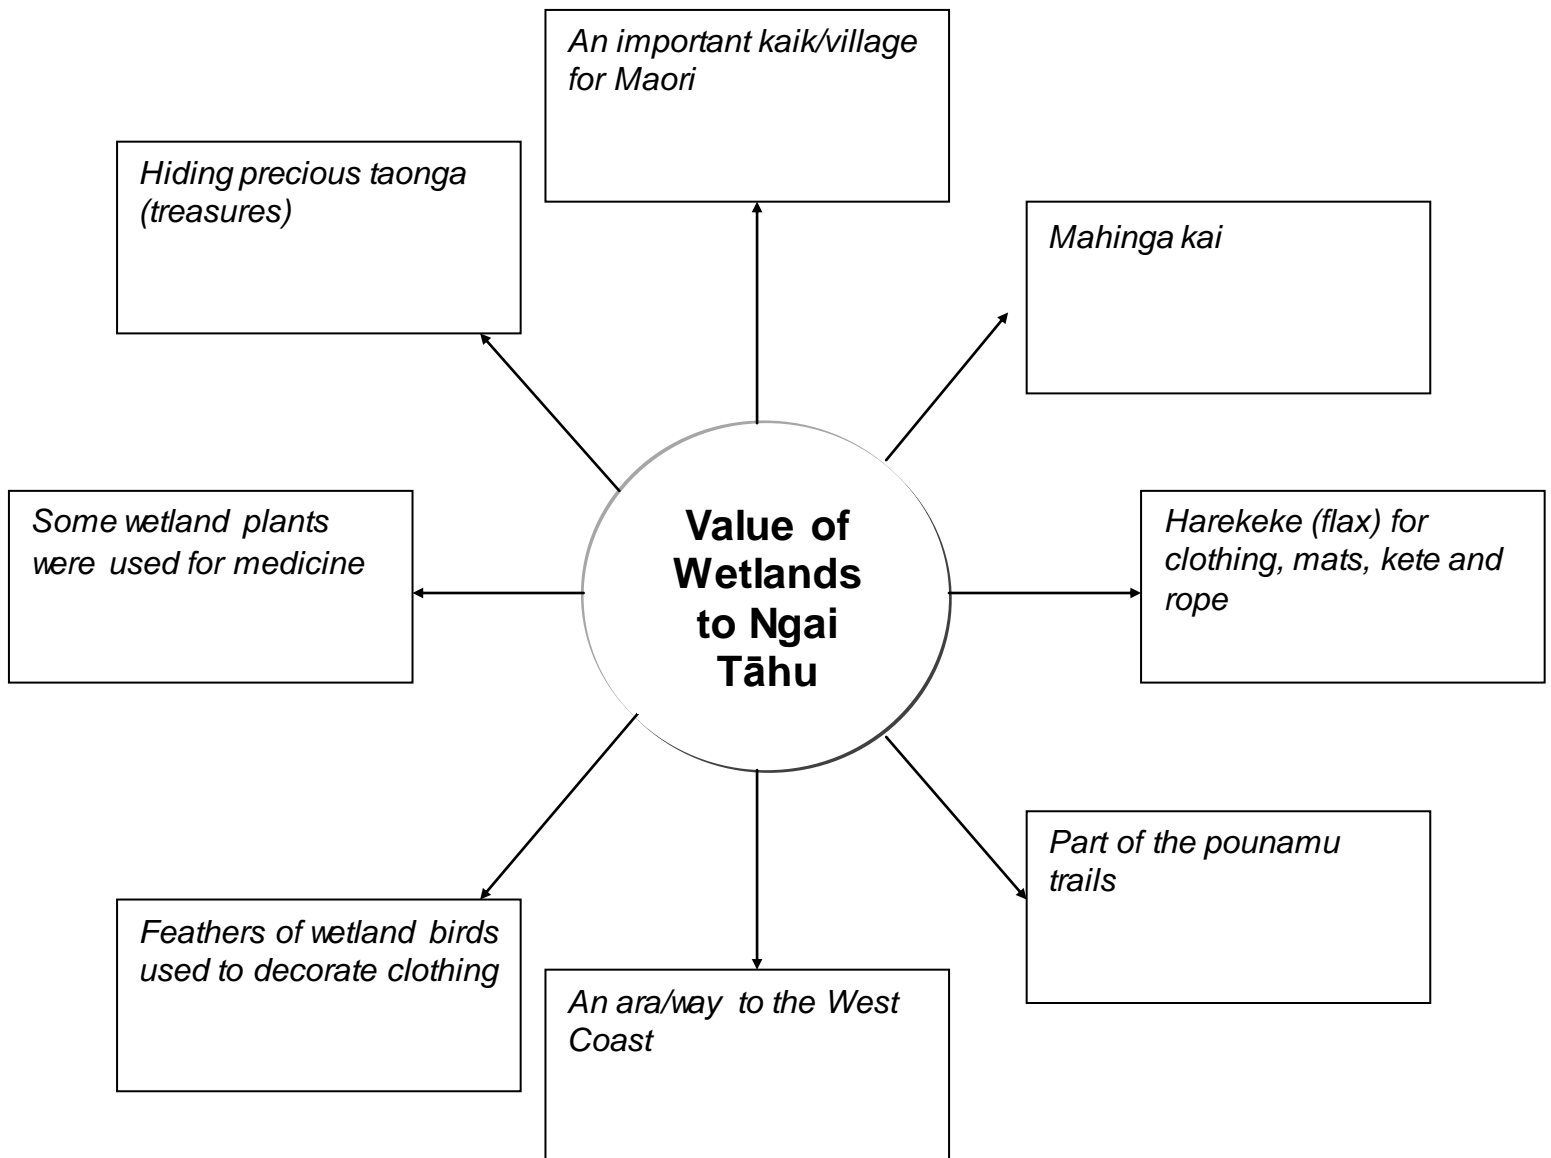 An important kaik/village
for Maori
Hiding precious taonga
(treasures)
Mahinga kai
Some wetland plants
were used for medicine
Value of
Wetlands
to Ngai
Tāhu
Harekeke (flax) for
clothing, mats, kete and
rope
Part of the pounamu
trails
Feathers of wetland birds
used to decorate clothing
An ara/way to the West
Coast